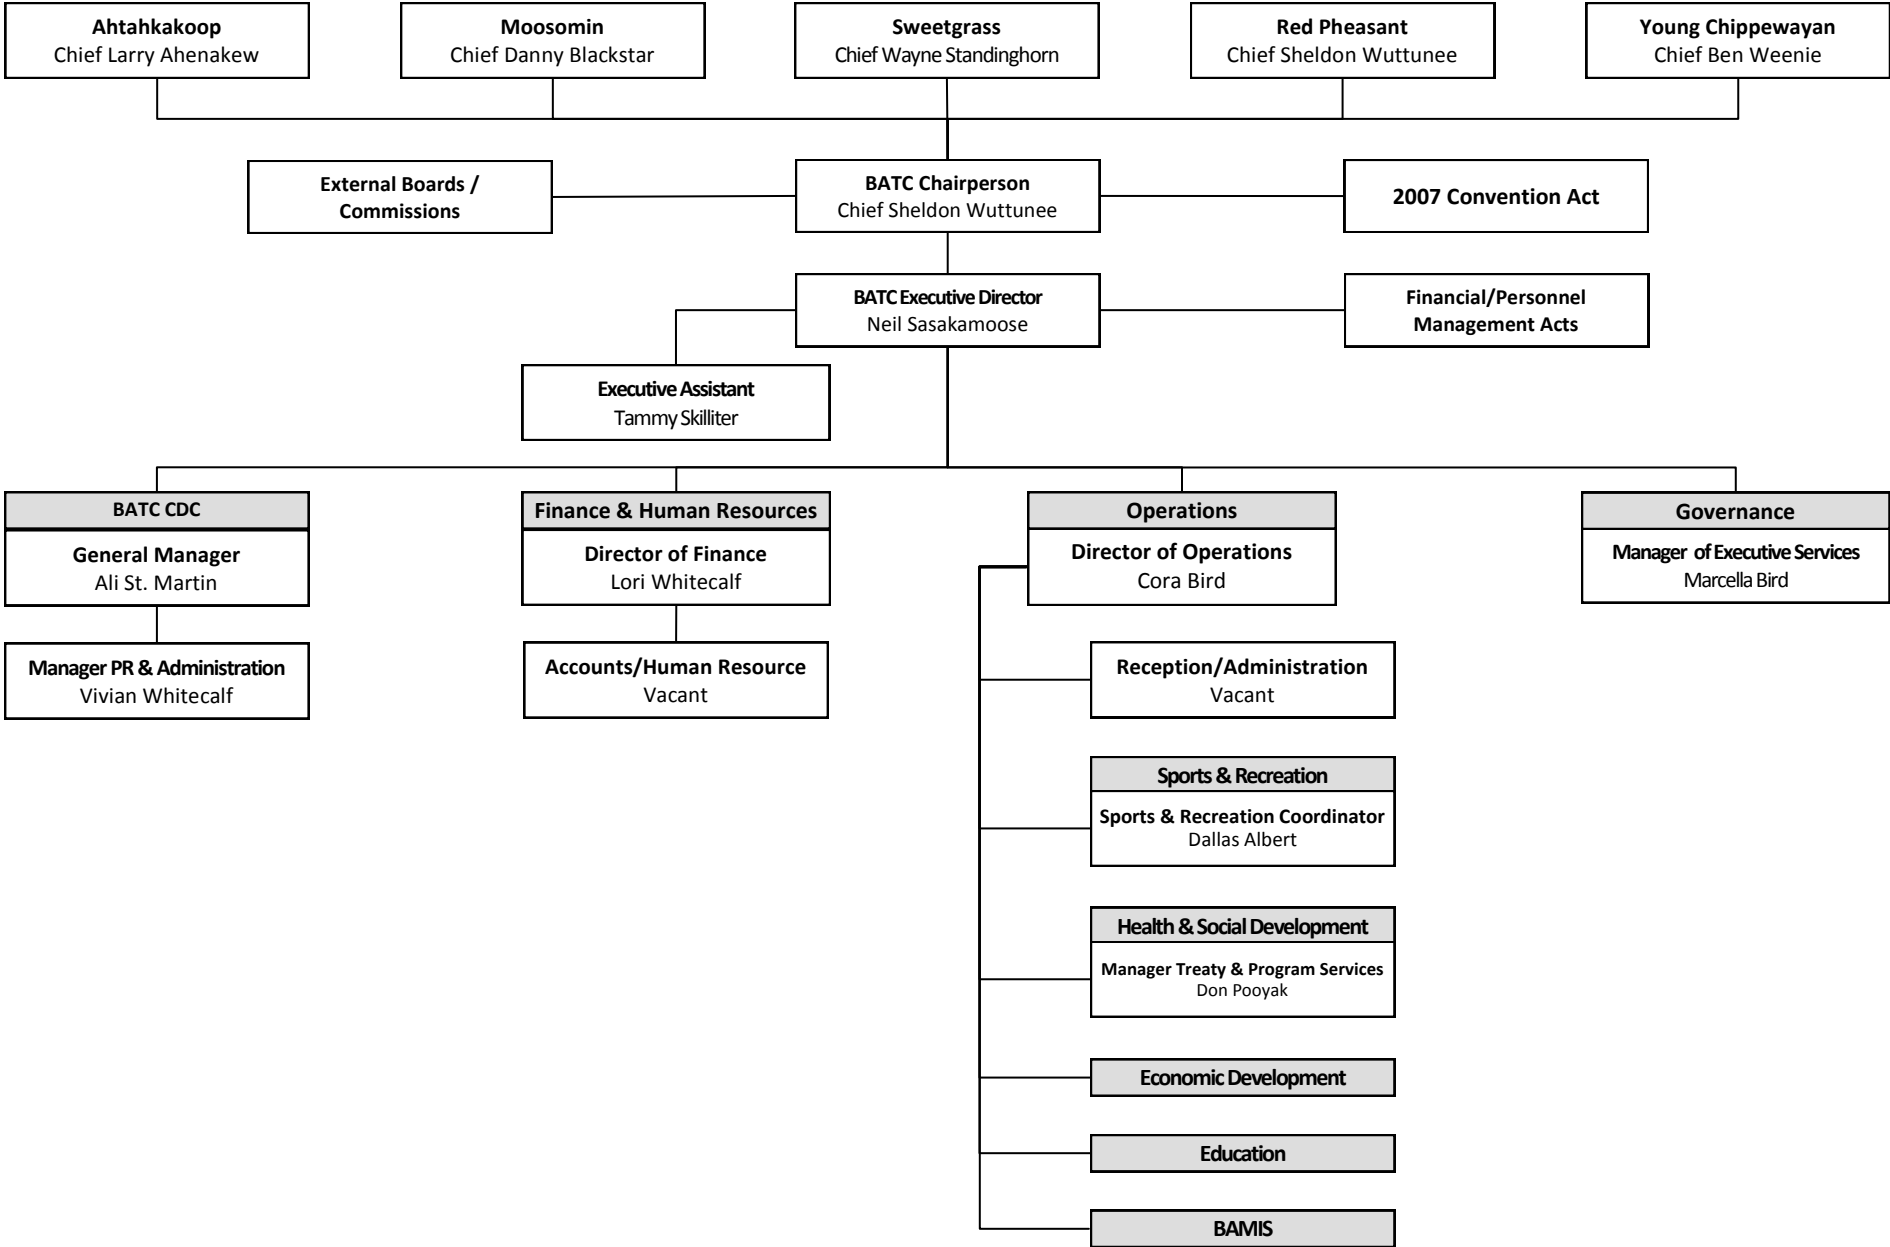 Ahtahkakoop
Chief Larry Ahenakew
Moosomin
Chief Danny Blackstar
Sweetgrass
Chief Wayne Standinghorn
Red Pheasant
Chief Sheldon Wuttunee
Young Chippewayan
Chief Ben Weenie
External Boards /
Commissions
BATC Chairperson
Chief Sheldon Wuttunee
2007 Convention Act
BATC Executive Director
Neil Sasakamoose
Financial/Personnel
Management Acts
Executive Assistant
Tammy Skilliter
BATC CDC
General Manager
Ali St. Martin
Manager PR & Administration
Vivian Whitecalf
Finance & Human Resources
Director of Finance
Lori Whitecalf
Accounts/Human Resource
Vacant
Operations
Director of Operations
Cora Bird
Reception/Administration
Vacant
Sports & Recreation
Sports & Recreation Coordinator
Dallas Albert
Health & Social Development
Manager Treaty & Program Services
Don Pooyak
Economic Development
Education
BAMIS
Governance
Manager of Executive Services
Marcella Bird